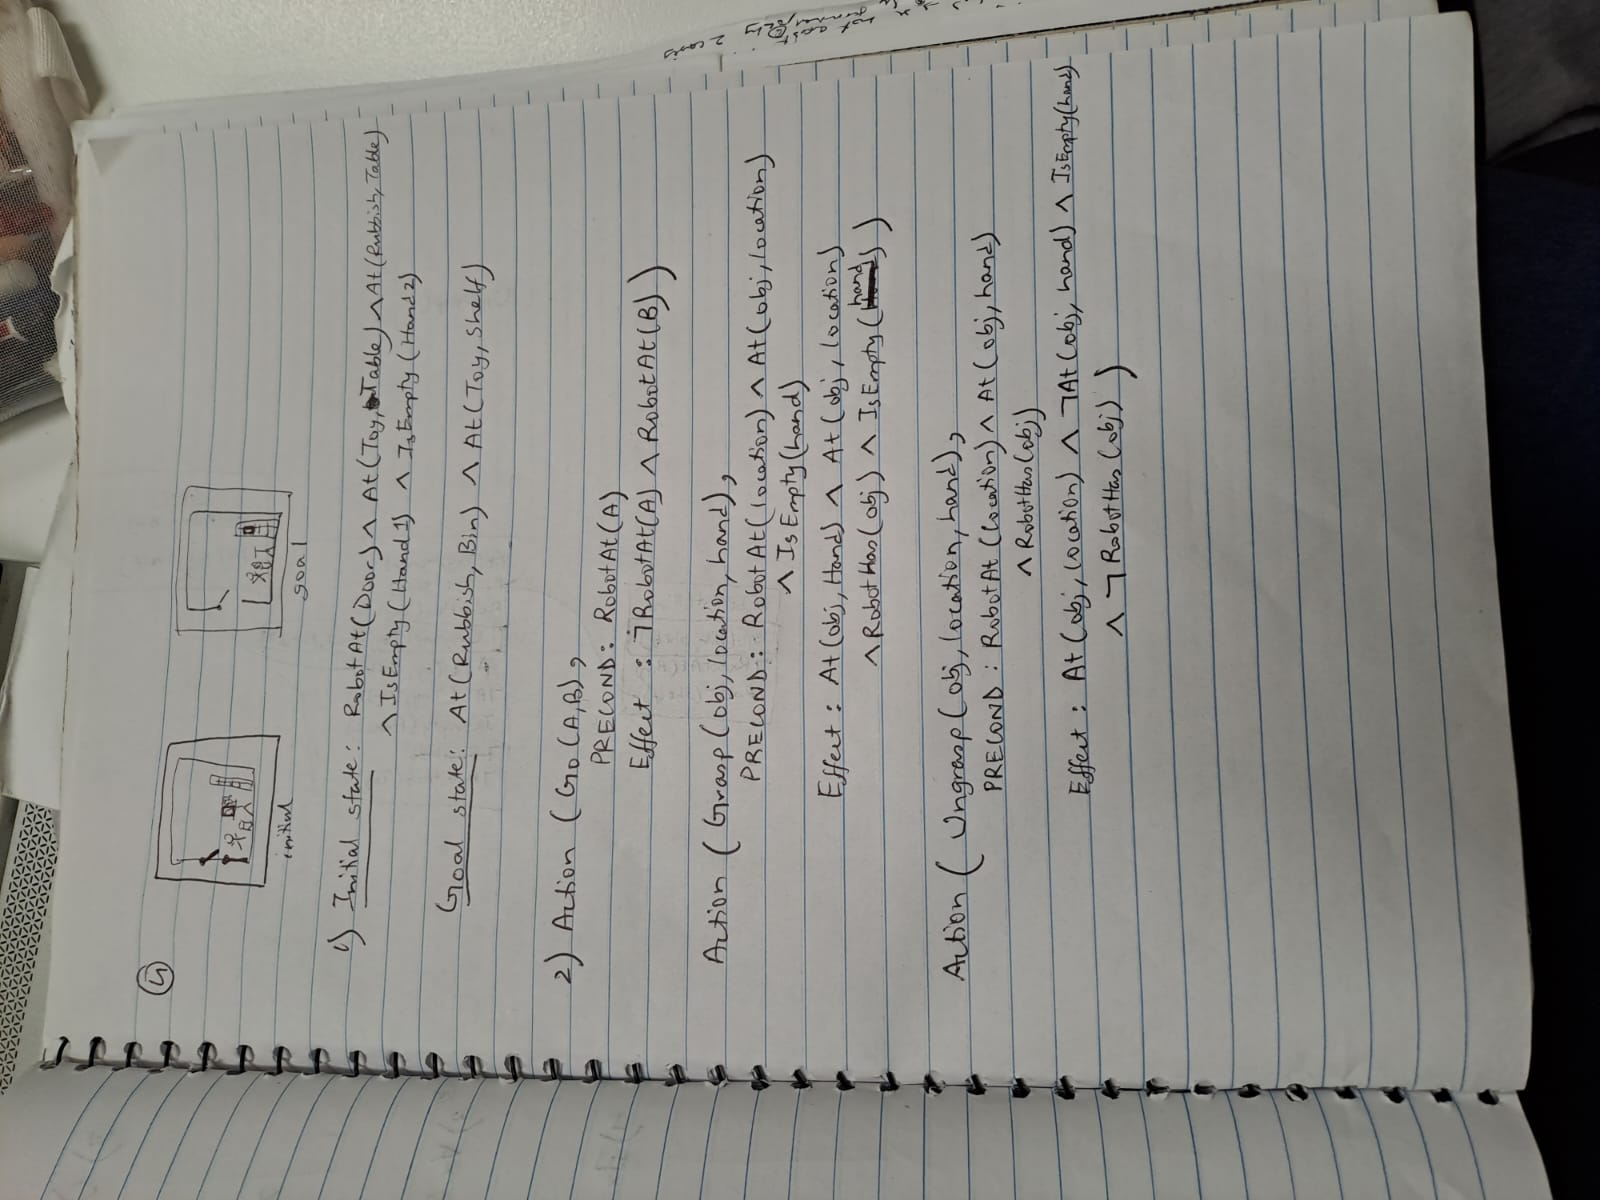 4
initial
goal
1) Initial state: RobotAt(Door) ∧ At(Toy, Table) ∧ At(Rubbish, Table)
∧ IsEmpty(Hand1) ∧ IsEmpty(Hand2)
Goal state: At(Rubbish, Bin) ∧ At(Toy, Shelf)
2) Action (Go(A,B),
PRECOND: RobotAt(A)
Effect : ¬RobotAt(A) ∧ RobotAt(B))
Action (Grasp(obj, location, hand),
PRECOND: RobotAt(location) ∧ At(obj, location)
∧ IsEmpty(hand)
Effect : At(obj, Hand) ∧ At(obj, location)
∧ RobotHas(obj) ∧ IsEmpty(hand))
Action (Ungrasp(obj, location, hand),
PRECOND : RobotAt(location) ∧ At(obj, hand)
∧ RobotHas(obj)
Effect : At(obj, location) ∧ ¬At(obj, hand) ∧ IsEmpty(hand)
∧ ¬RobotHas(obj))
not
by 2